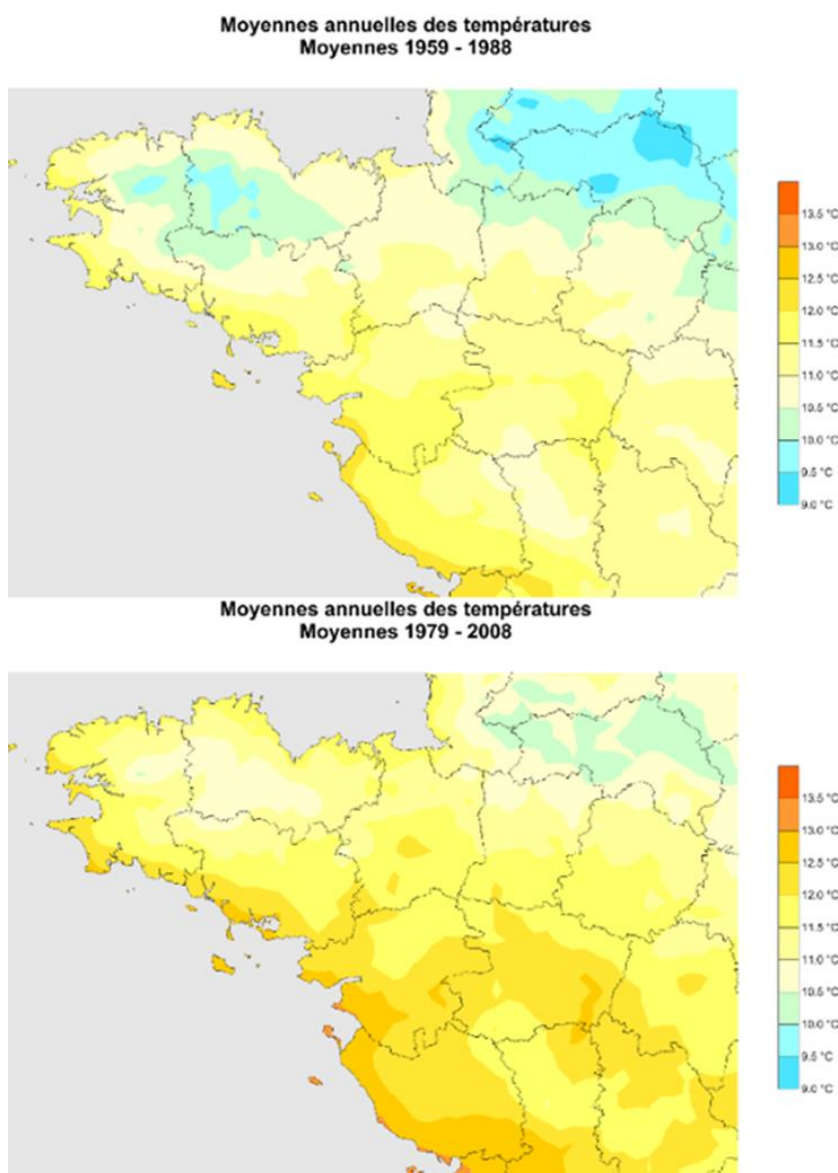 Moyennes annuelles des températures
Moyennes 1959 - 1988
13.5 °C
13.0 °C
12.5 °C
12.0 °C
11.5 °C
11.0 °C
10.5 °C
10.0 °C
9.5 °C
9.0 °C
Moyennes annuelles des températures
Moyennes 1979 - 2008
13.5 °C
13.0 °C
12.5 °C
12.0 °C
11.5 °C
11.0 °C
10.5 °C
10.0 °C
9.5 °C
9.0 °C